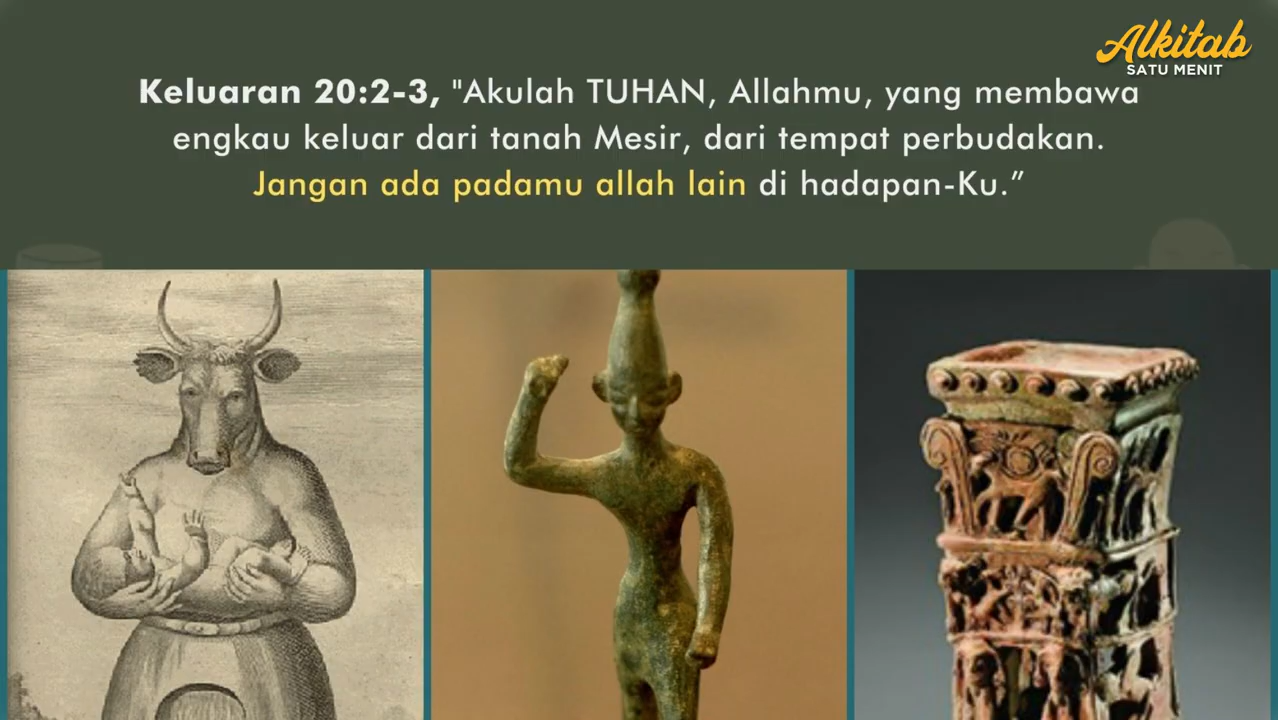 Alkitab
SATU MENIT
Keluaran 20:2-3, "Akulah TUHAN, Allahmu, yang membawa
engkau keluar dari tanah Mesir, dari tempat perbudakan.
Jangan ada padamu allah lain di hadapan-Ku.”